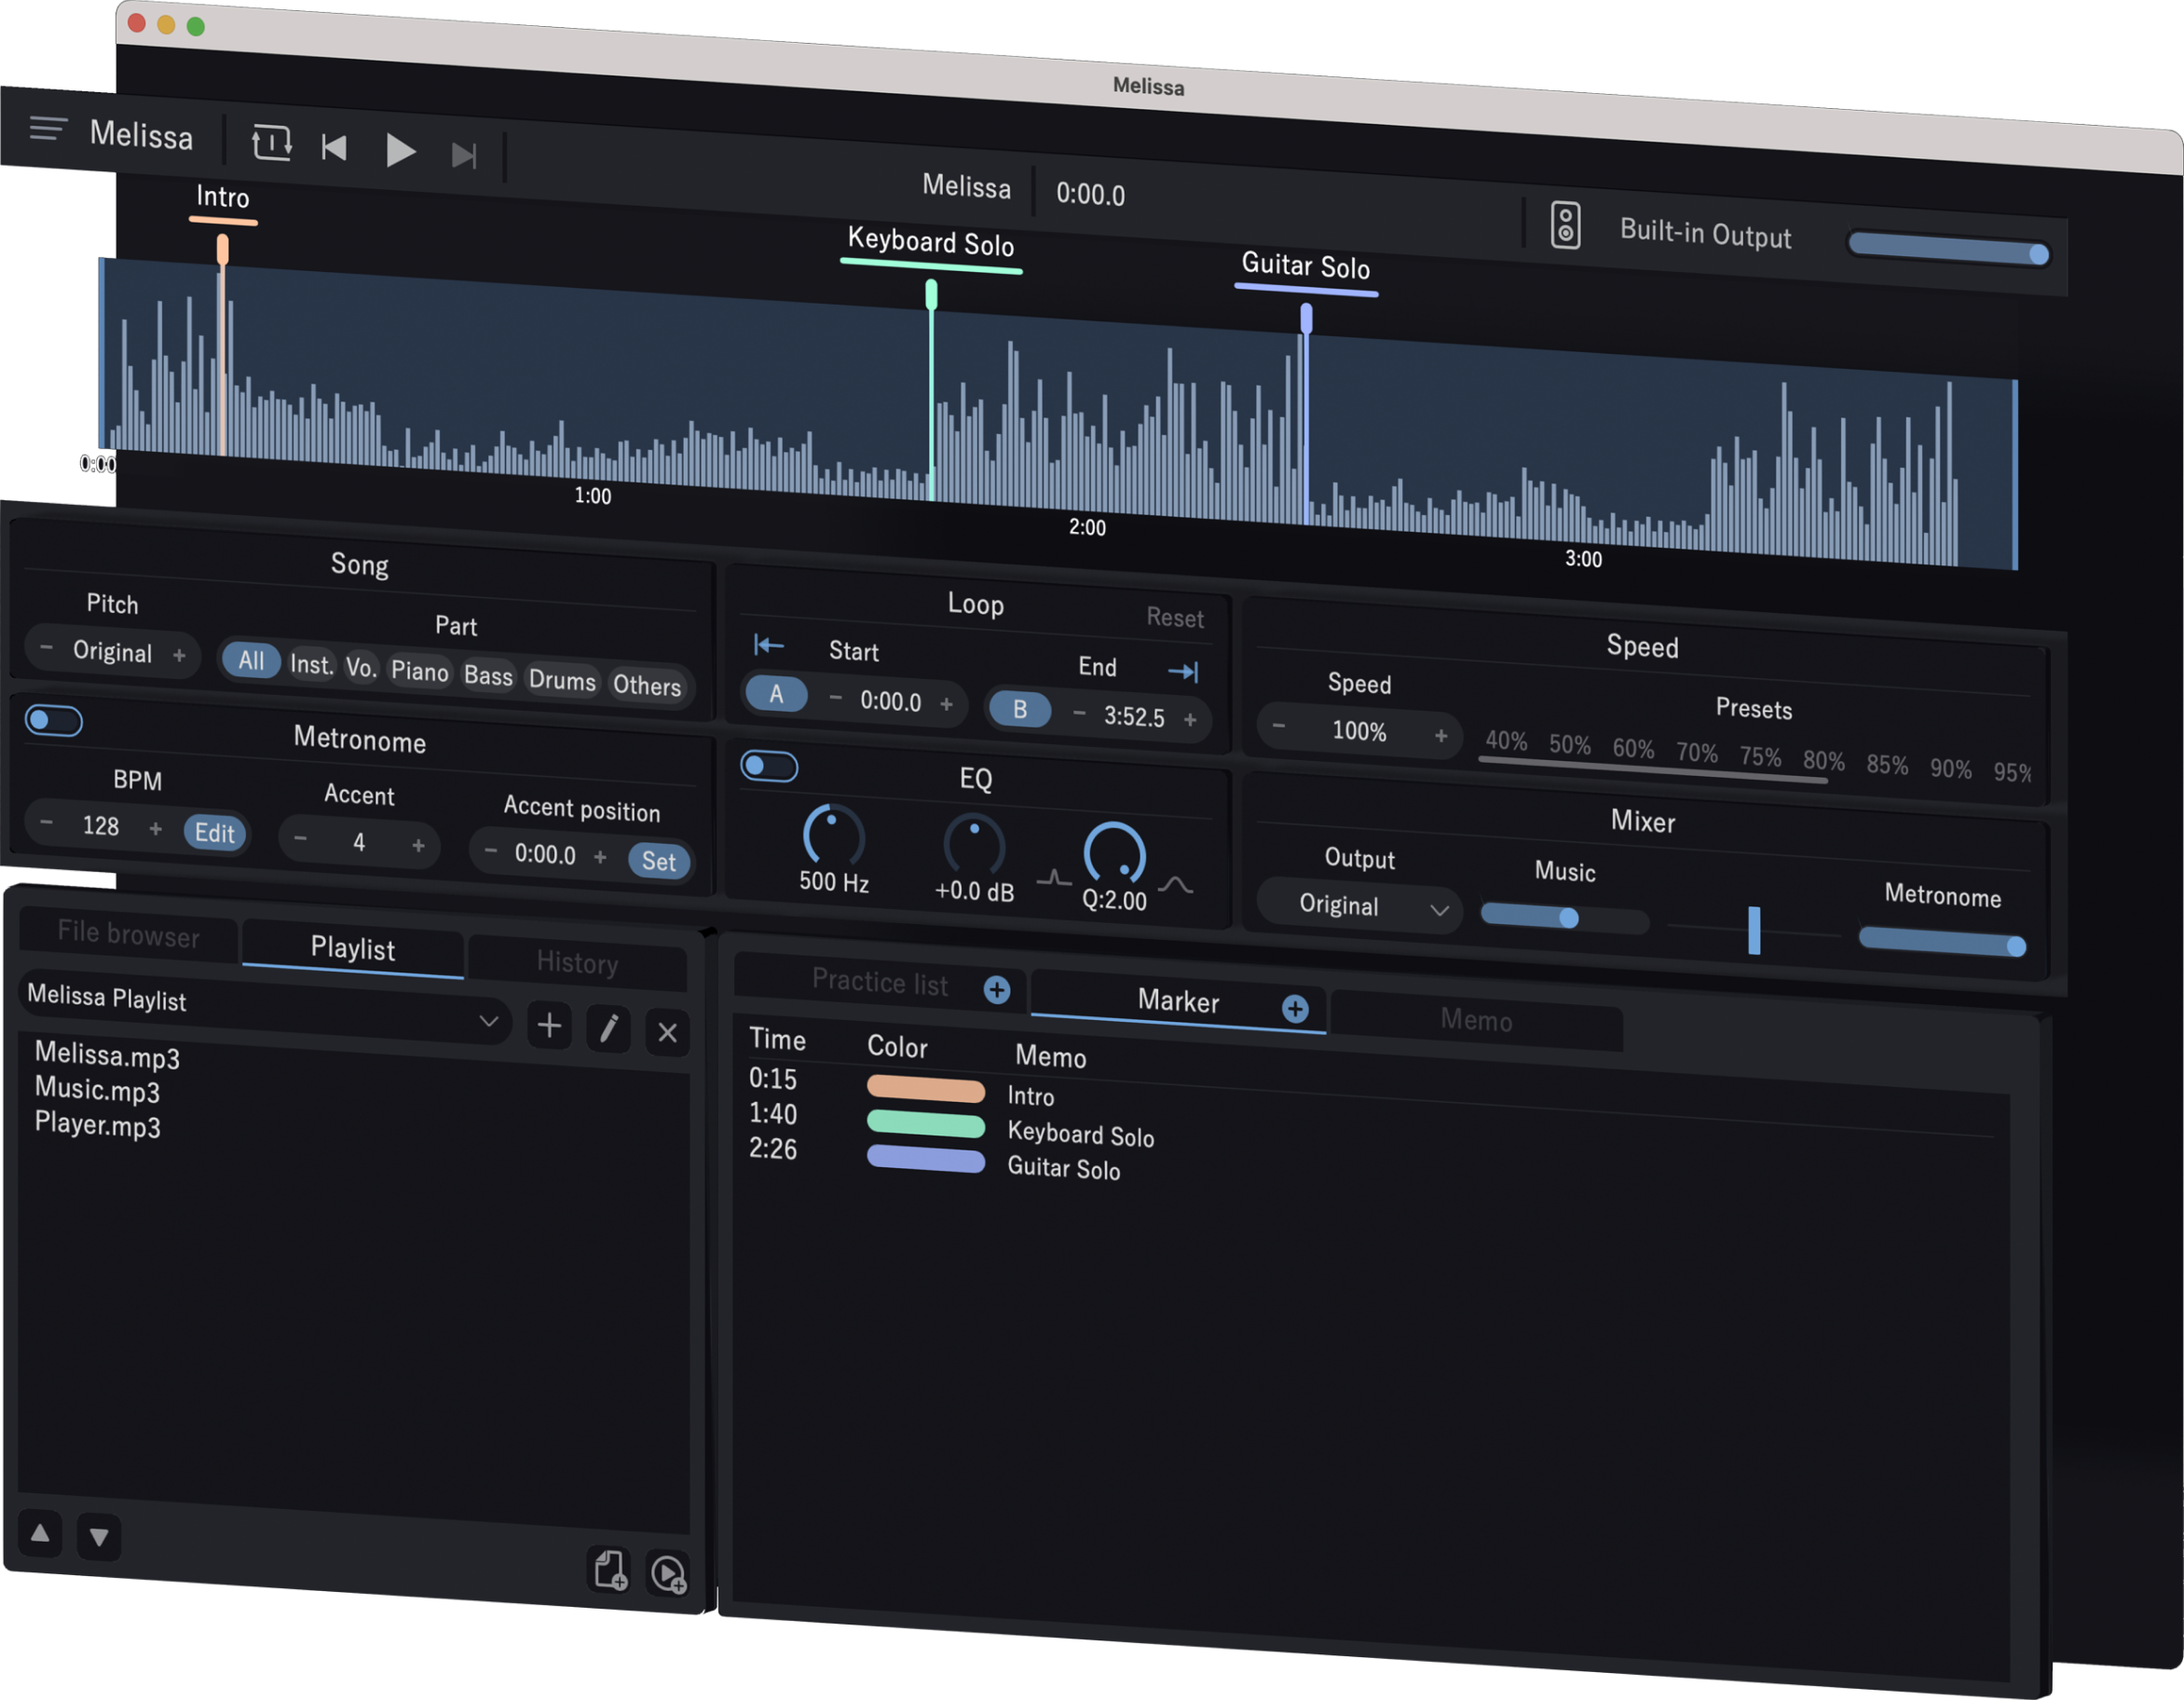 Melissa
Melissa
Melissa
0:00.0
Built-in Output
Intro
Keyboard Solo
Guitar Solo
0:00
1:00
2:00
3:00
Song
Pitch
Part
- Original +
All Inst. Vo. Piano Bass Drums Others
Loop
Reset
Start
End
A - 0:00.0 +
B - 3:52.5 +
Speed
Speed
Presets
- 100% +
40% 50% 60% 70% 75% 80% 85% 90% 95%
Metronome
BPM
Accent
Accent position
- 128 + Edit
- 4 +
- 0:00.0 + Set
EQ
500 Hz
+0.0 dB
Q:2.00
Mixer
Output
Music
Metronome
Original
File browser
Playlist
History
Melissa Playlist
Melissa.mp3
Music.mp3
Player.mp3
Practice list
Marker
Memo
Time Color Memo
0:15 Intro
1:40 Keyboard Solo
2:26 Guitar Solo